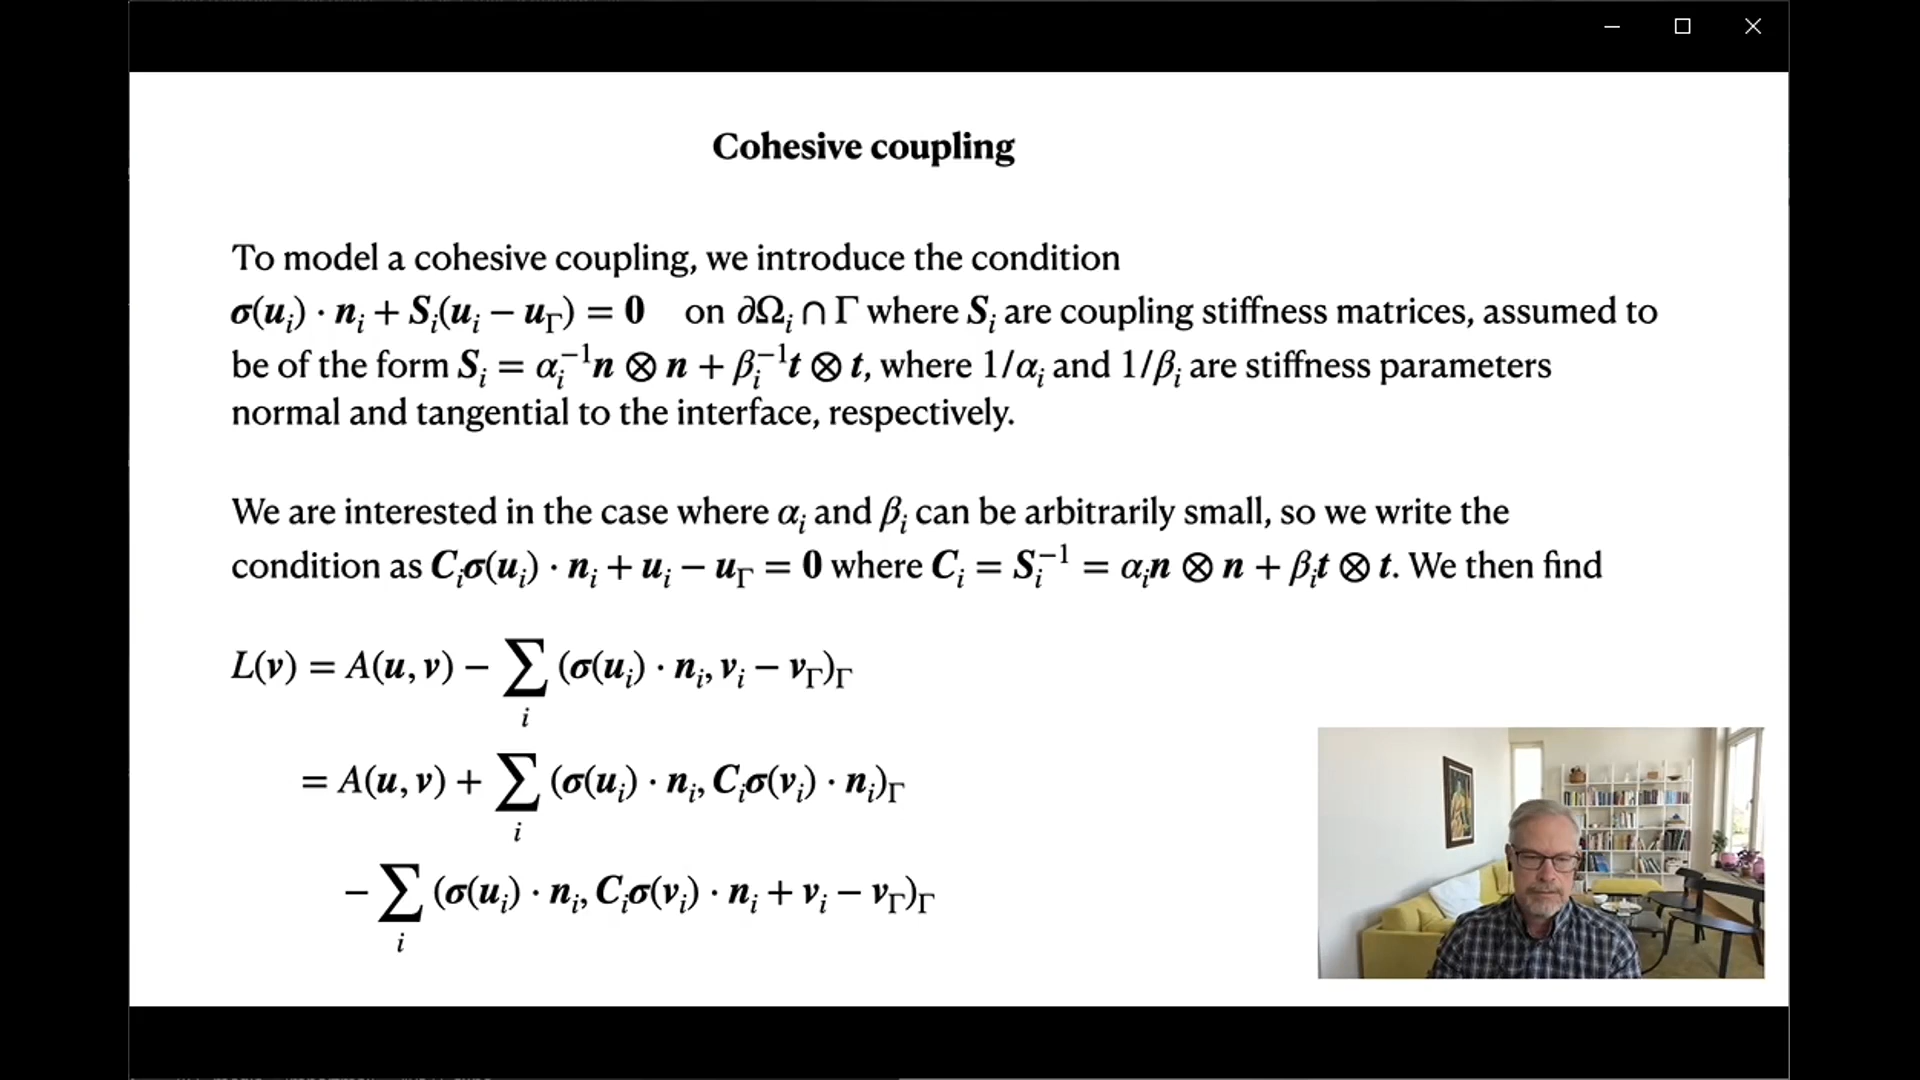 Cohesive coupling
To model a cohesive coupling, we introduce the condition
σ(uᵢ) · nᵢ + Sᵢ(uᵢ − u_Γ) = 0 on ∂Ωᵢ ∩ Γ where Sᵢ are coupling stiffness matrices, assumed to
be of the form Sᵢ = αᵢ⁻¹n ⊗ n + βᵢ⁻¹t ⊗ t, where 1/αᵢ and 1/βᵢ are stiffness parameters
normal and tangential to the interface, respectively.
We are interested in the case where αᵢ and βᵢ can be arbitrarily small, so we write the
condition as Cᵢσ(uᵢ) · nᵢ + uᵢ − u_Γ = 0 where Cᵢ = Sᵢ⁻¹ = αᵢn ⊗ n + βᵢt ⊗ t. We then find
L(v) = A(u, v) − ∑ᵢ (σ(uᵢ) · nᵢ, vᵢ − v_Γ)_Γ
= A(u, v) + ∑ᵢ (σ(uᵢ) · nᵢ, Cᵢσ(vᵢ) · nᵢ)_Γ
− ∑ᵢ (σ(uᵢ) · nᵢ, Cᵢσ(vᵢ) · nᵢ + vᵢ − v_Γ)_Γ